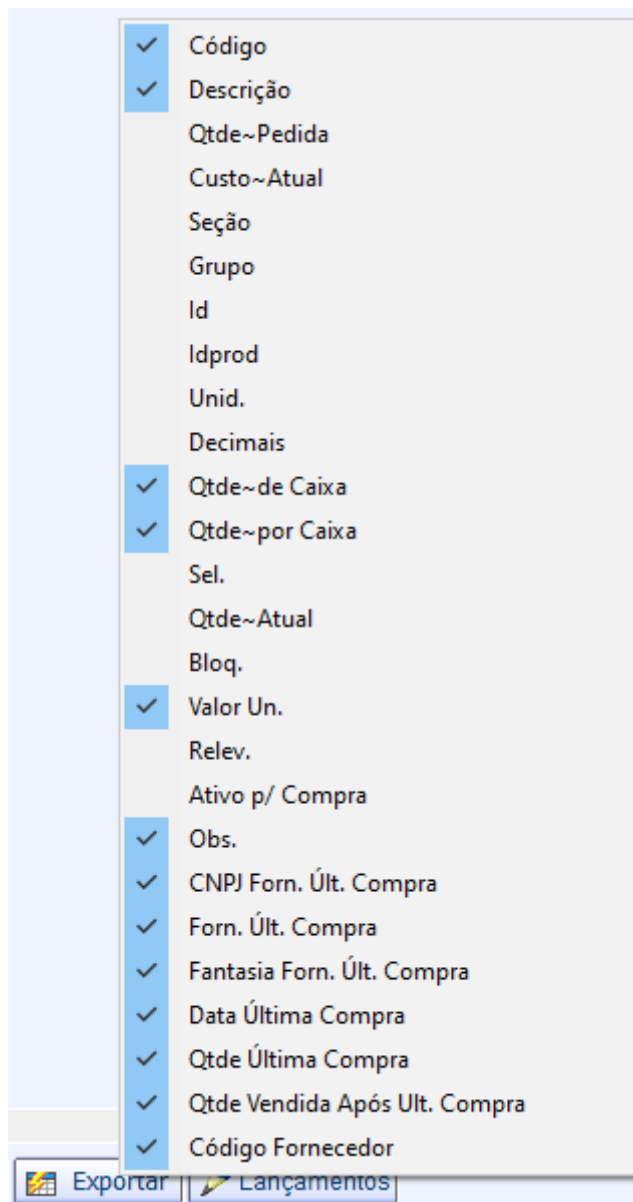 Código
Descrição
Qtde~Pedida
Custo~Atual
Seção
Grupo
Id
Idprod
Unid.
Decimais
Qtde~de Caixa
Qtde~por Caixa
Sel.
Qtde~Atual
Bloq.
Valor Un.
Relev.
Ativo p/ Compra
Obs.
CNPJ Forn. Últ. Compra
Forn. Últ. Compra
Fantasia Forn. Últ. Compra
Data Última Compra
Qtde Última Compra
Qtde Vendida Após Ult. Compra
Código Fornecedor
Exportar Lançamentos